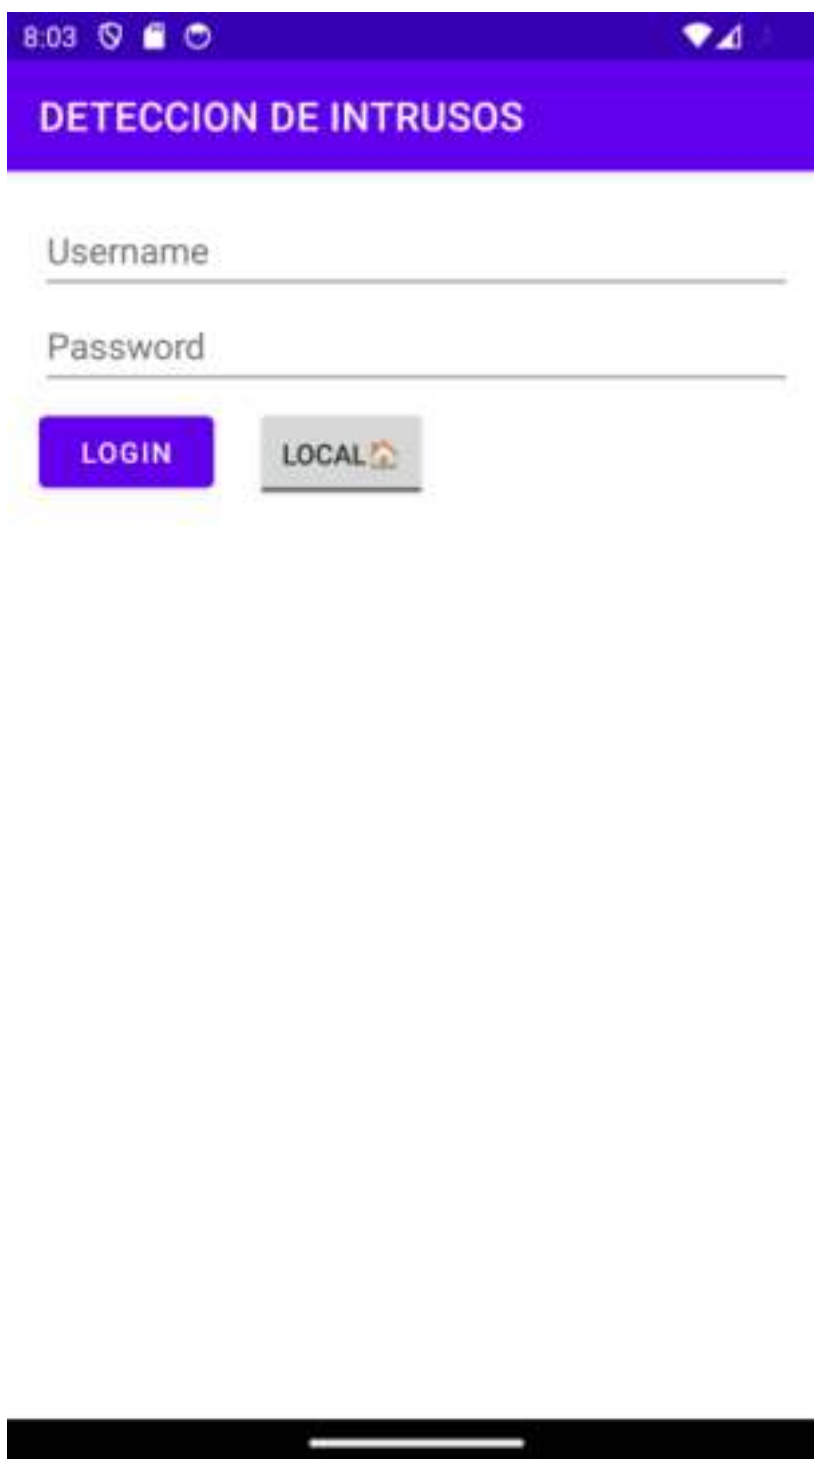 8:03
DETECCION DE INTRUSOS
Username
Password
LOGIN
LOCAL🏠